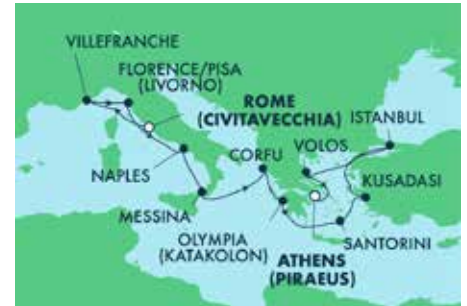 VILLEFRANCHE
FLORENCE/PISA
(LIVORNO)
ROME
(CIVITAVECCHIA)
ISTANBUL
VOLOS
CORFU
NAPLES
KUSADASI
MESSINA
OLYMPIA
(KATAKOLON)
SANTORINI
ATHENS
(PIRAEUS)